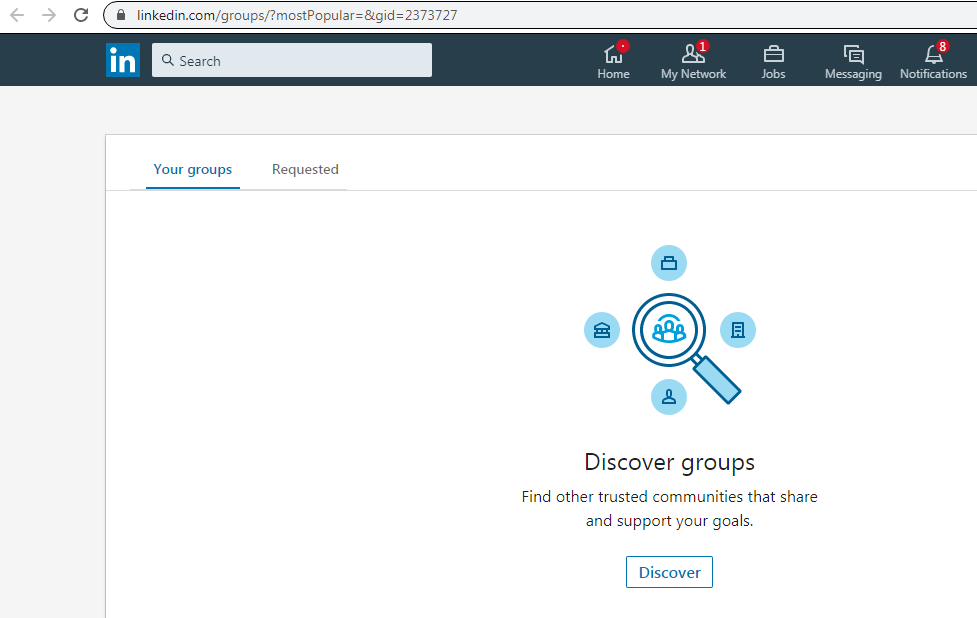 linkedin.com/groups/?mostPopular=&gid=2373727
in
Search
Home
1
My Network
Jobs
Messaging
8
Notifications
Your groups
Requested
Discover groups
Find other trusted communities that share
and support your goals.
Discover